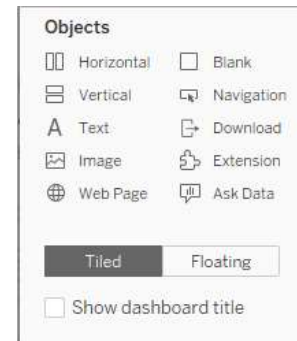 Objects
Horizontal Blank
Vertical Navigation
Text Download
Image Extension
Web Page Ask Data
Tiled Floating
Show dashboard title